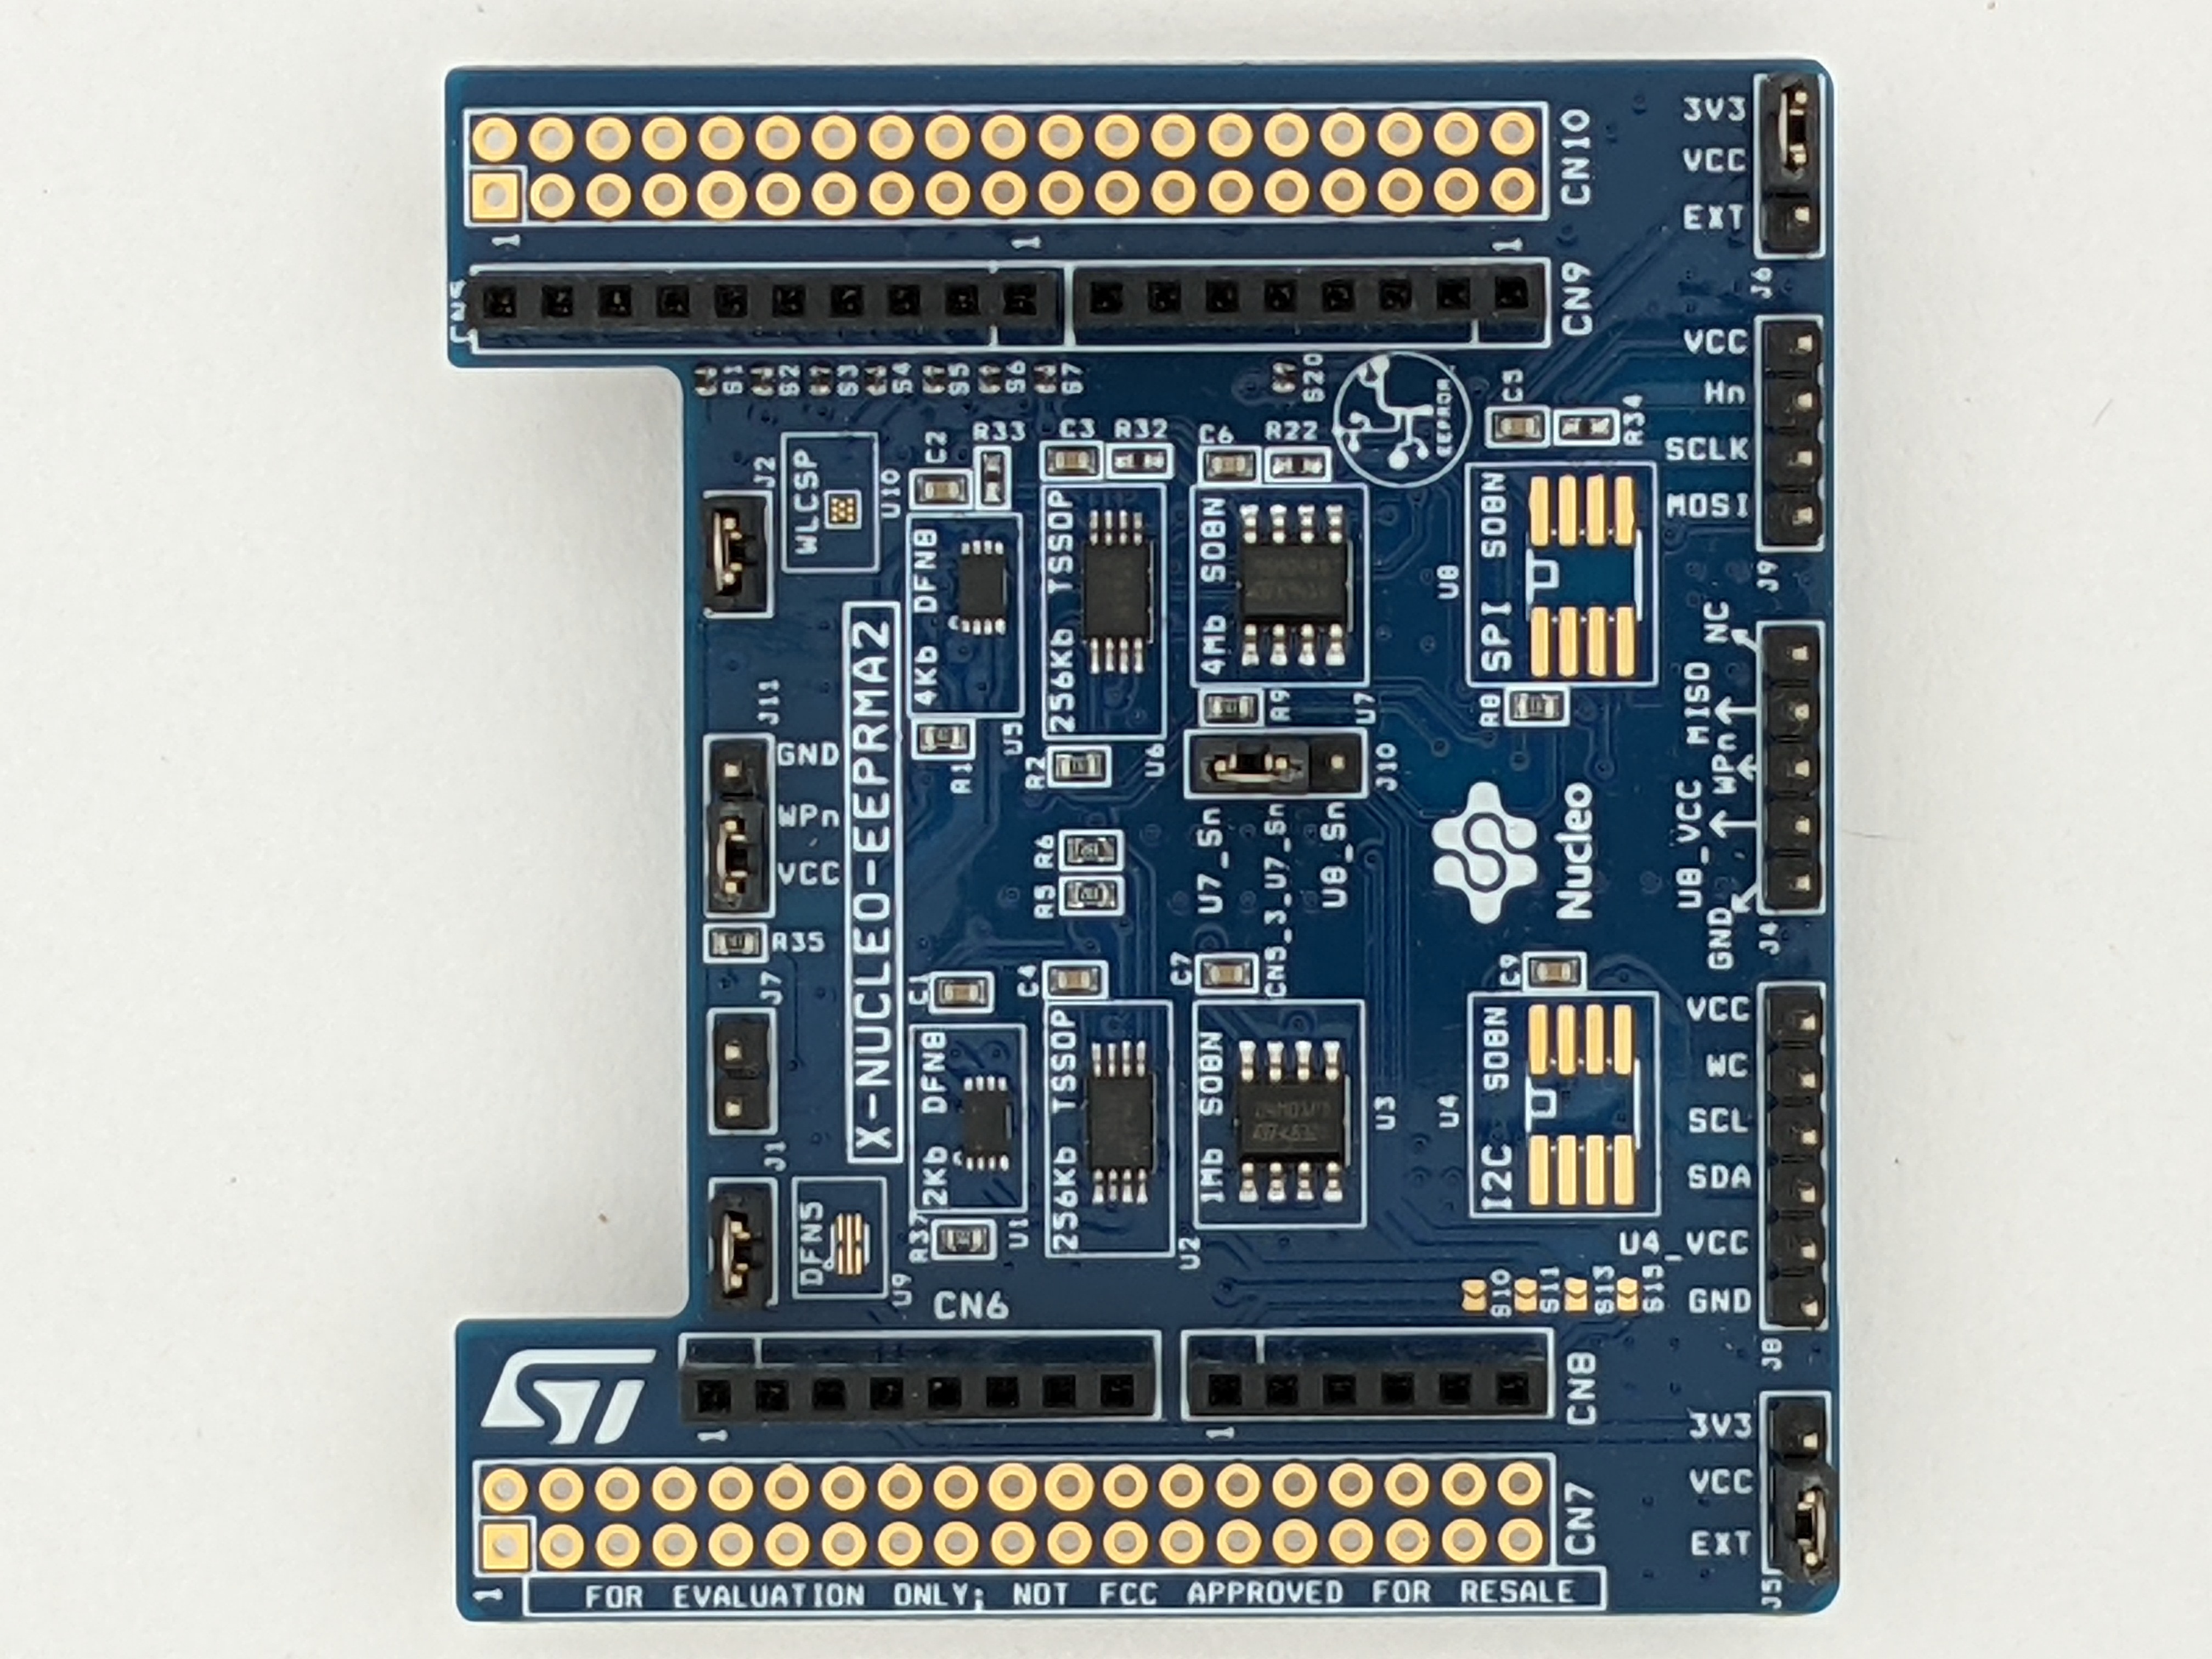 CN5
1
1
ST
FOR EVALUATION ONLY; NOT FCC APPROVED FOR RESALE
1
J1
J7
R35
VCC
WPn
GND
J11
J2
S1
S2
S3
S4
S5
S6
S7
DFN5
U9
WLCSP
U10
X-NUCLEO-EEPRMA2
CN6
R37
2Kb DFN8
C1
U1
R1
4Kb DFN8
C2
U5
R33
1
256Kb TSSOP
C4
U2
R5 R6
R2
256Kb TSSOP
C3
U6
R32
1
1Mb SO8N
C7
U3
U7_Sn
CN5_3_U7_Sn
U8_Sn
J10
R9
4Mb SO8N
C6
U7
R22
S20
EEPROM
S10
S11
S13
S15
U4
I2C SO8N
C9
Nucleo
U8
R8
SPI SO8N
C5
R34
1
CN7
CN8
CN9
CN10
EXT
VCC
3V3
J5
GND
U4_VCC
SDA
SCL
WC
VCC
J8
GND
U8_VCC
WPn
MISO
NC
J4
MOSI
SCLK
Hn
VCC
J9
EXT
VCC
3V3
J6